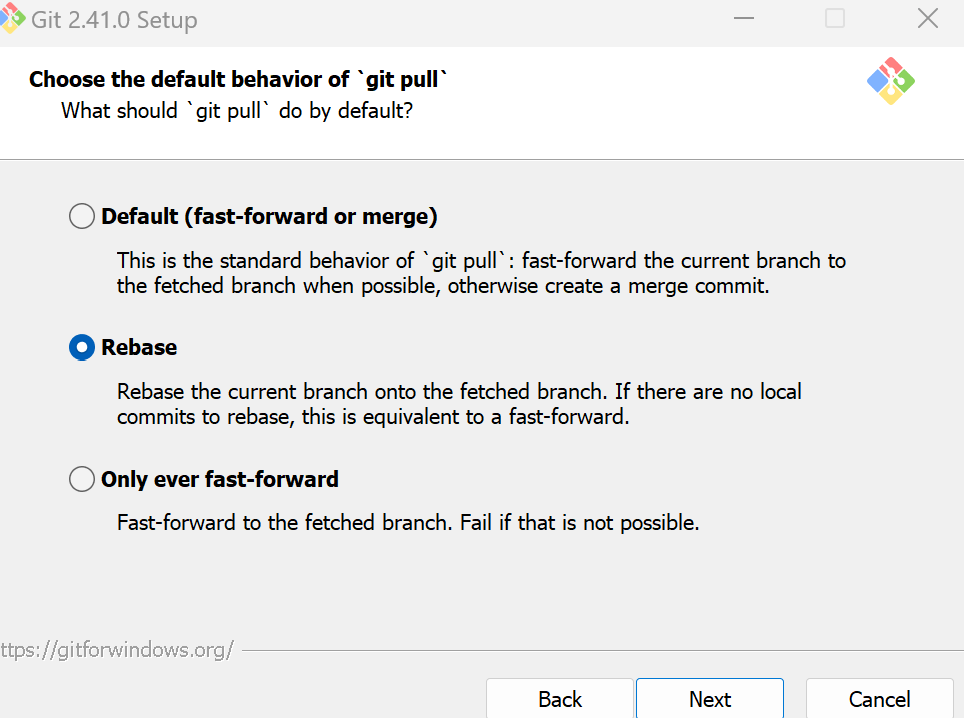 Git 2.41.0 Setup
Choose the default behavior of `git pull`
What should `git pull` do by default?
Default (fast-forward or merge)
This is the standard behavior of `git pull`: fast-forward the current branch to
the fetched branch when possible, otherwise create a merge commit.
Rebase
Rebase the current branch onto the fetched branch. If there are no local
commits to rebase, this is equivalent to a fast-forward.
Only ever fast-forward
Fast-forward to the fetched branch. Fail if that is not possible.
ttps://gitforwindows.org/
Back Next Cancel